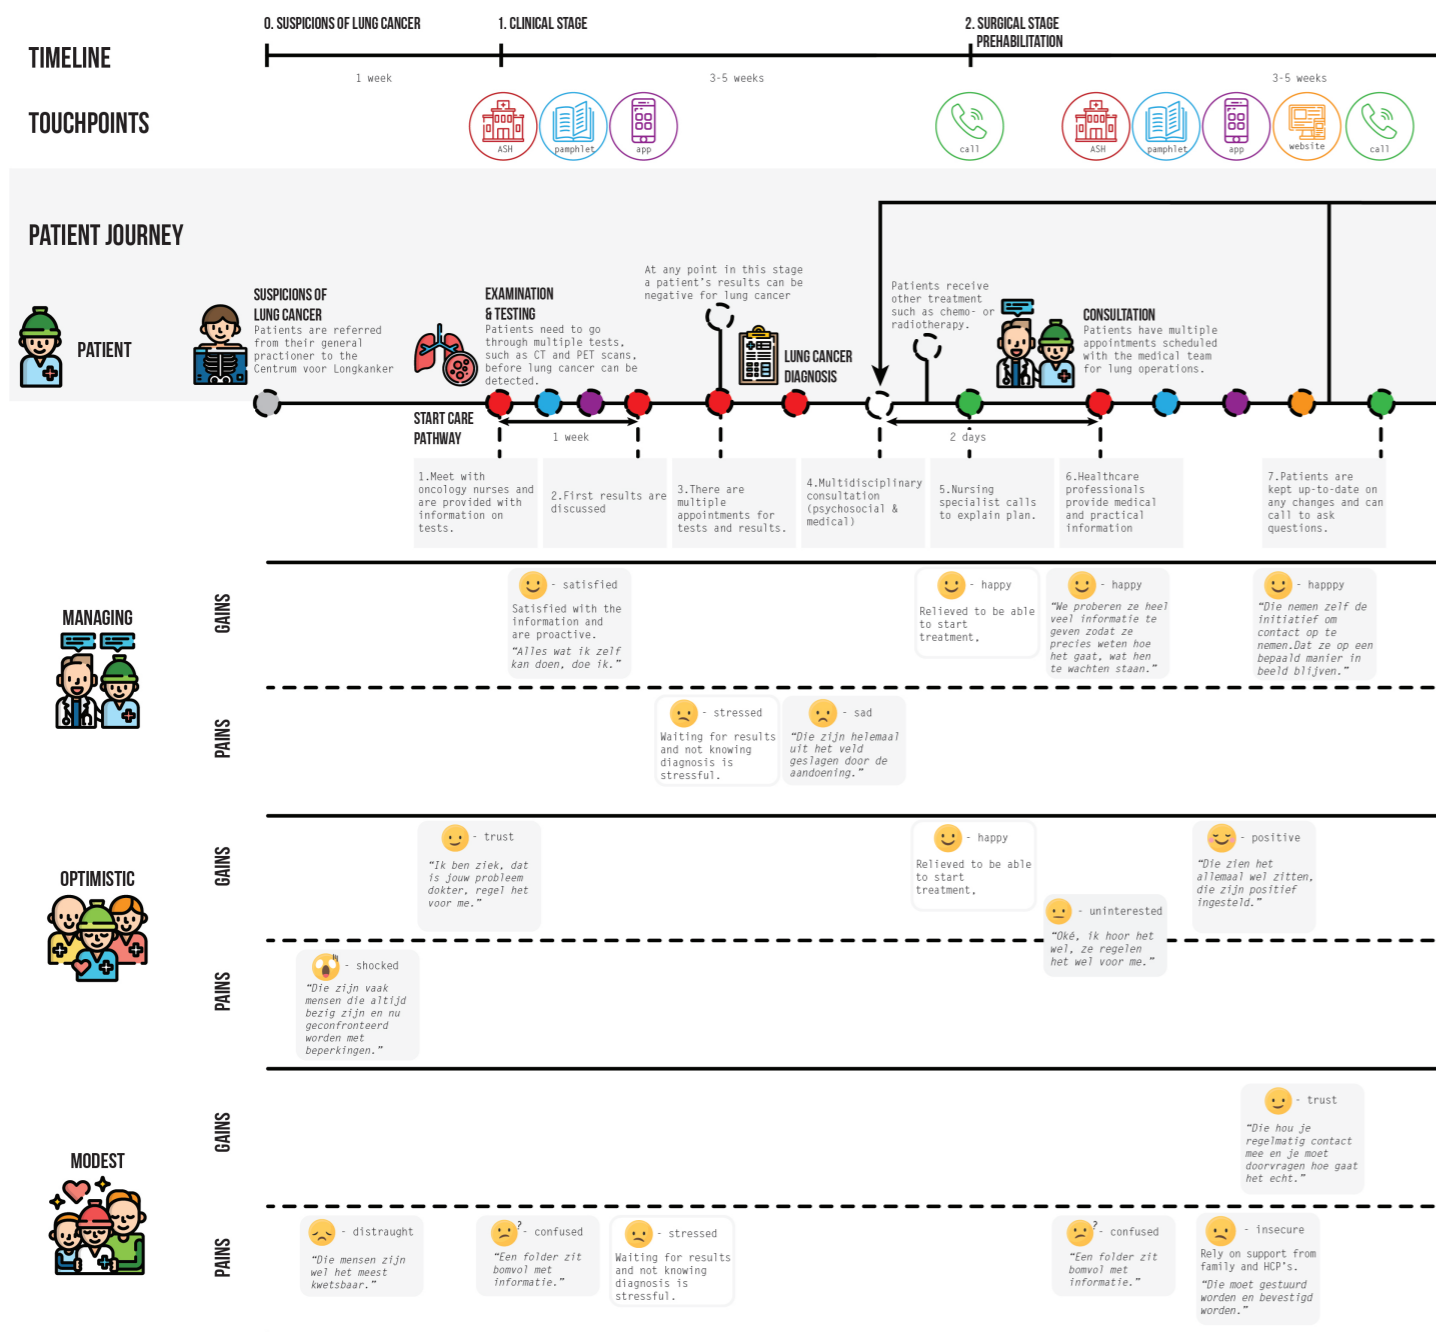 0. SUSPICIONS OF LUNG CANCER
1. CLINICAL STAGE
2. SURGICAL STAGE
PREHABILITATION
TIMELINE
1 week
3-5 weeks
3-5 weeks
TOUCHPOINTS
ASH
pamphlet
app
call
ASH
pamphlet
app
website
call
PATIENT JOURNEY
PATIENT
SUSPICIONS OF
LUNG CANCER
Patients are referred
from their general
practioner to the
Centrum voor Longkanker
EXAMINATION
& TESTING
Patients need to go
through multiple tests,
such as CT and PET scans,
before lung cancer can be
detected.
At any point in this stage
a patient's results can be
negative for lung cancer
LUNG CANCER
DIAGNOSIS
Patients receive
other treatment
such as chemo- or
radiotherapy.
CONSULTATION
Patients have multiple
appointments scheduled
with the medical team
for lung operations.
START CARE
PATHWAY
1 week
2 days
1.Meet with
oncology nurses and
are provided with
information on
tests.
2.First results are
discussed
3.There are
multiple
appointments for
tests and results.
4.Multidisciplinary
consultation
(psychosocial &
medical)
5.Nursing
specialist calls
to explain plan.
6.Healthcare
professionals
provide medical
and practical
information
7.Patients are
kept up-to-date on
any changes and can
call to ask
questions.
MANAGING
GAINS
- satisfied
Satisfied with the
information and
are proactive.
"Alles wat ik zelf
kan doen, doe ik."
- happy
Relieved to be able
to start
treatment.
- happy
"We proberen ze heel
veel informatie te
geven zodat ze
precies weten hoe
het gaat, wat hen
te wachten staan."
- happpy
"Die nemen zelf de
initiatief om
contact op te
nemen.Dat ze op een
bepaald manier in
beeld blijven."
PAINS
- stressed
Waiting for results
and not knowing
diagnosis is
stressful.
- sad
"Die zijn helemaal
uit het veld
geslagen door de
aandoening."
OPTIMISTIC
GAINS
- trust
"Ik ben ziek, dat
is jouw probleem
dokter, regel het
voor me."
- happy
Relieved to be able
to start
treatment.
- uninterested
"Oké, ik hoor het
wel, ze regelen
het wel voor me."
- positive
"Die zien het
allemaal wel zitten,
die zijn positief
ingesteld."
PAINS
- shocked
"Die zijn vaak
mensen die altijd
bezig zijn en nu
geconfronteerd
worden met
beperkingen."
MODEST
GAINS
- trust
"Die hou je
regelmatig contact
mee en je moet
doorvragen hoe gaat
het echt."
PAINS
- distraught
"Die mensen zijn
wel het meest
kwetsbaar."
? - confused
"Een folder zit
bomvol met
informatie."
- stressed
Waiting for results
and not knowing
diagnosis is
stressful.
? - confused
"Een folder zit
bomvol met
informatie."
- insecure
Rely on support from
family and HCP's.
"Die moet gestuurd
worden en bevestigd
worden."